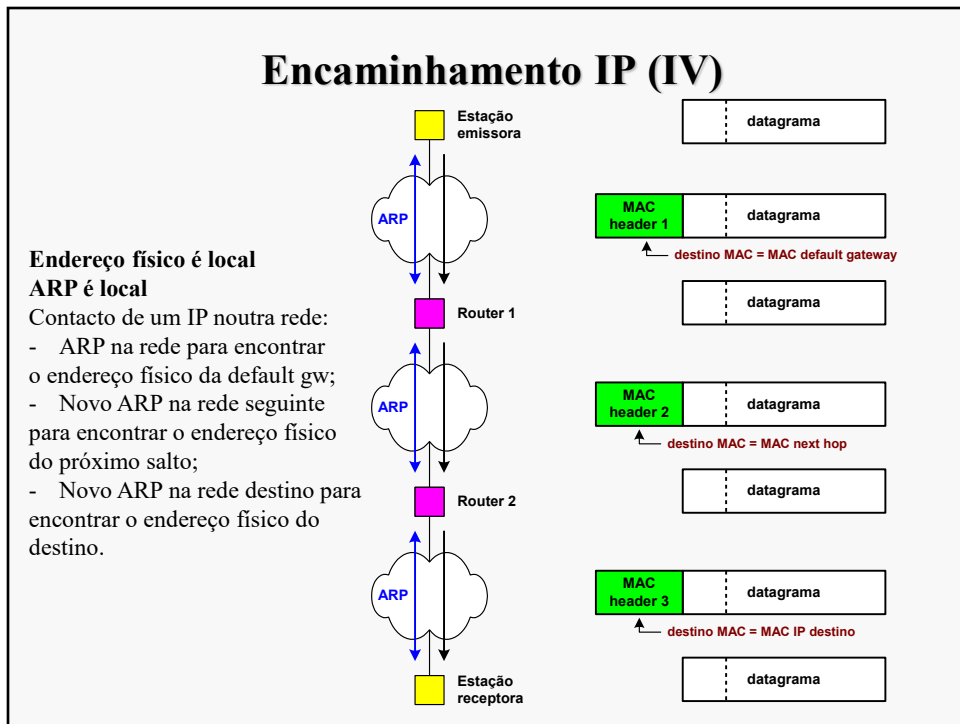 Encaminhamento IP (IV)
Endereço físico é local
ARP é local
Contacto de um IP noutra rede:
- ARP na rede para encontrar
o endereço físico da default gw;
- Novo ARP na rede seguinte
para encontrar o endereço físico
do próximo salto;
- Novo ARP na rede destino para
encontrar o endereço físico do
destino.
Estação
emissora
ARP
Router 1
ARP
Router 2
ARP
Estação
receptora
datagrama
MAC
header 1
datagrama
destino MAC = MAC default gateway
datagrama
MAC
header 2
datagrama
destino MAC = MAC next hop
datagrama
MAC
header 3
datagrama
destino MAC = MAC IP destino
datagrama